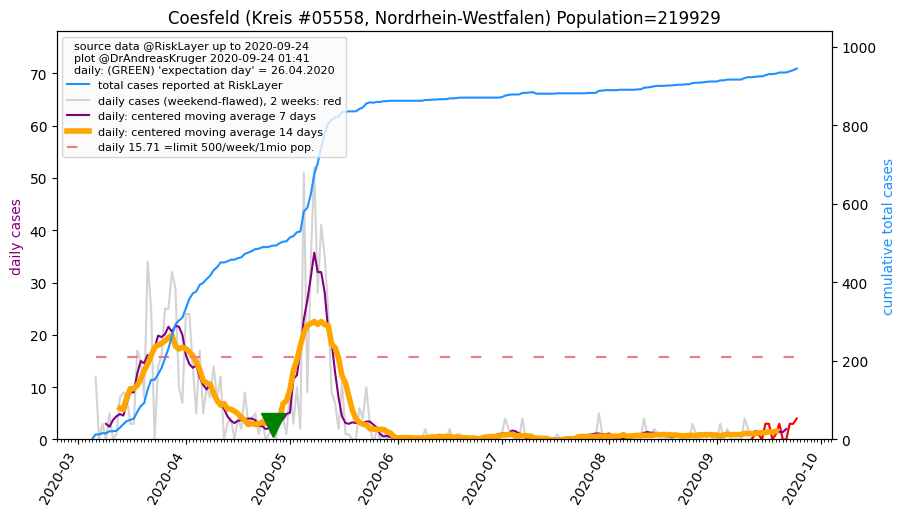 Coesfeld (Kreis #05558, Nordrhein-Westfalen) Population=219929
source data @RiskLayer up to 2020-09-24
plot @DrAndreasKruger 2020-09-24 01:41
daily: (GREEN) 'expectation day' = 26.04.2020
total cases reported at RiskLayer
daily cases (weekend-flawed), 2 weeks: red
daily: centered moving average 7 days
daily: centered moving average 14 days
daily 15.71 =limit 500/week/1mio pop.
daily cases
70
60
50
40
30
20
10
0
1000
800
600
400
200
0
cumulative total cases
2020-03
2020-04
2020-05
2020-06
2020-07
2020-08
2020-09
2020-10